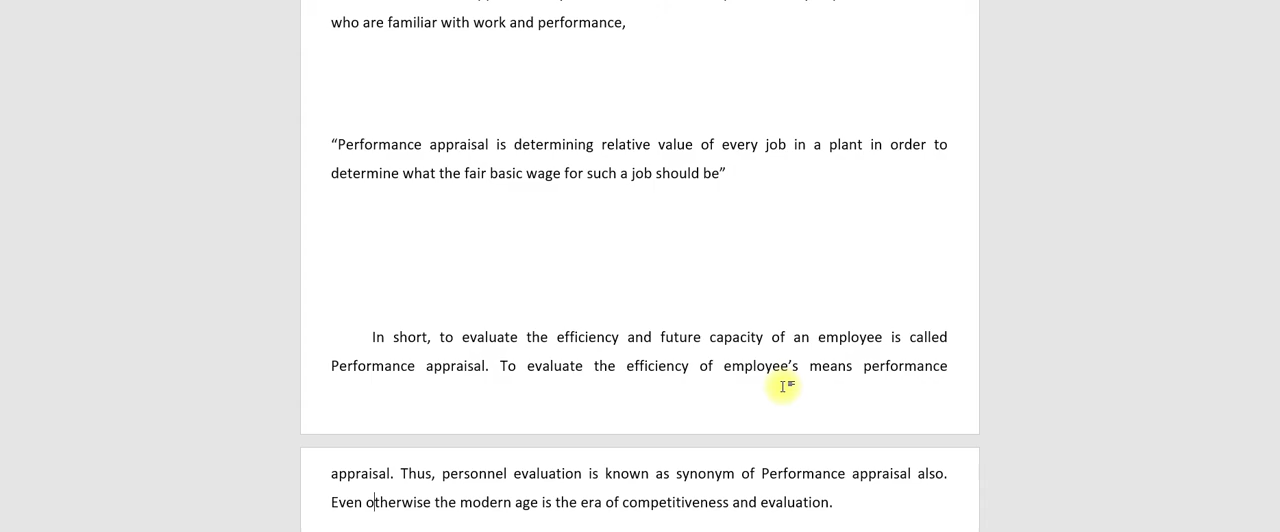 who are familiar with work and performance,
“Performance appraisal is determining relative value of every job in a plant in order to
determine what the fair basic wage for such a job should be”
In short, to evaluate the efficiency and future capacity of an employee is called
Performance appraisal. To evaluate the efficiency of employee’s means performance
appraisal. Thus, personnel evaluation is known as synonym of Performance appraisal also.
Even otherwise the modern age is the era of competitiveness and evaluation.